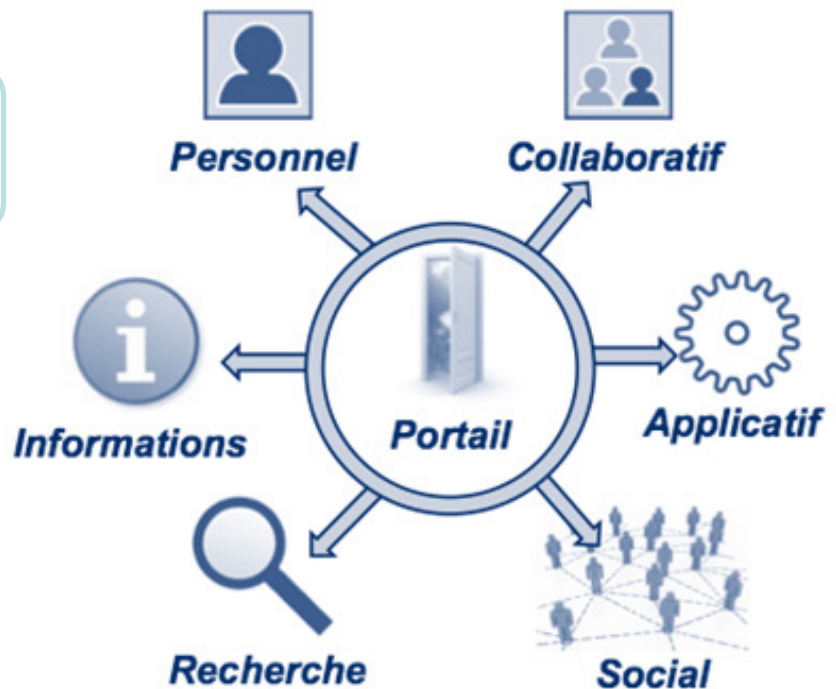 Personnel
Collaboratif
Informations
Portail
Applicatif
Recherche
Social